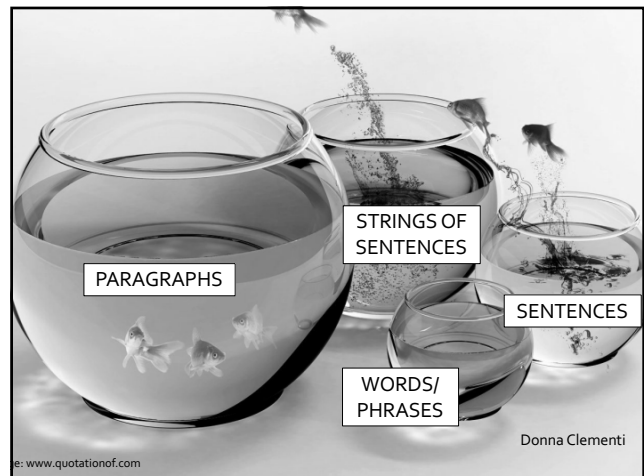 STRINGS OF
SENTENCES
PARAGRAPHS
SENTENCES
WORDS/
PHRASES
Donna Clementi
e: www.quotationof.com